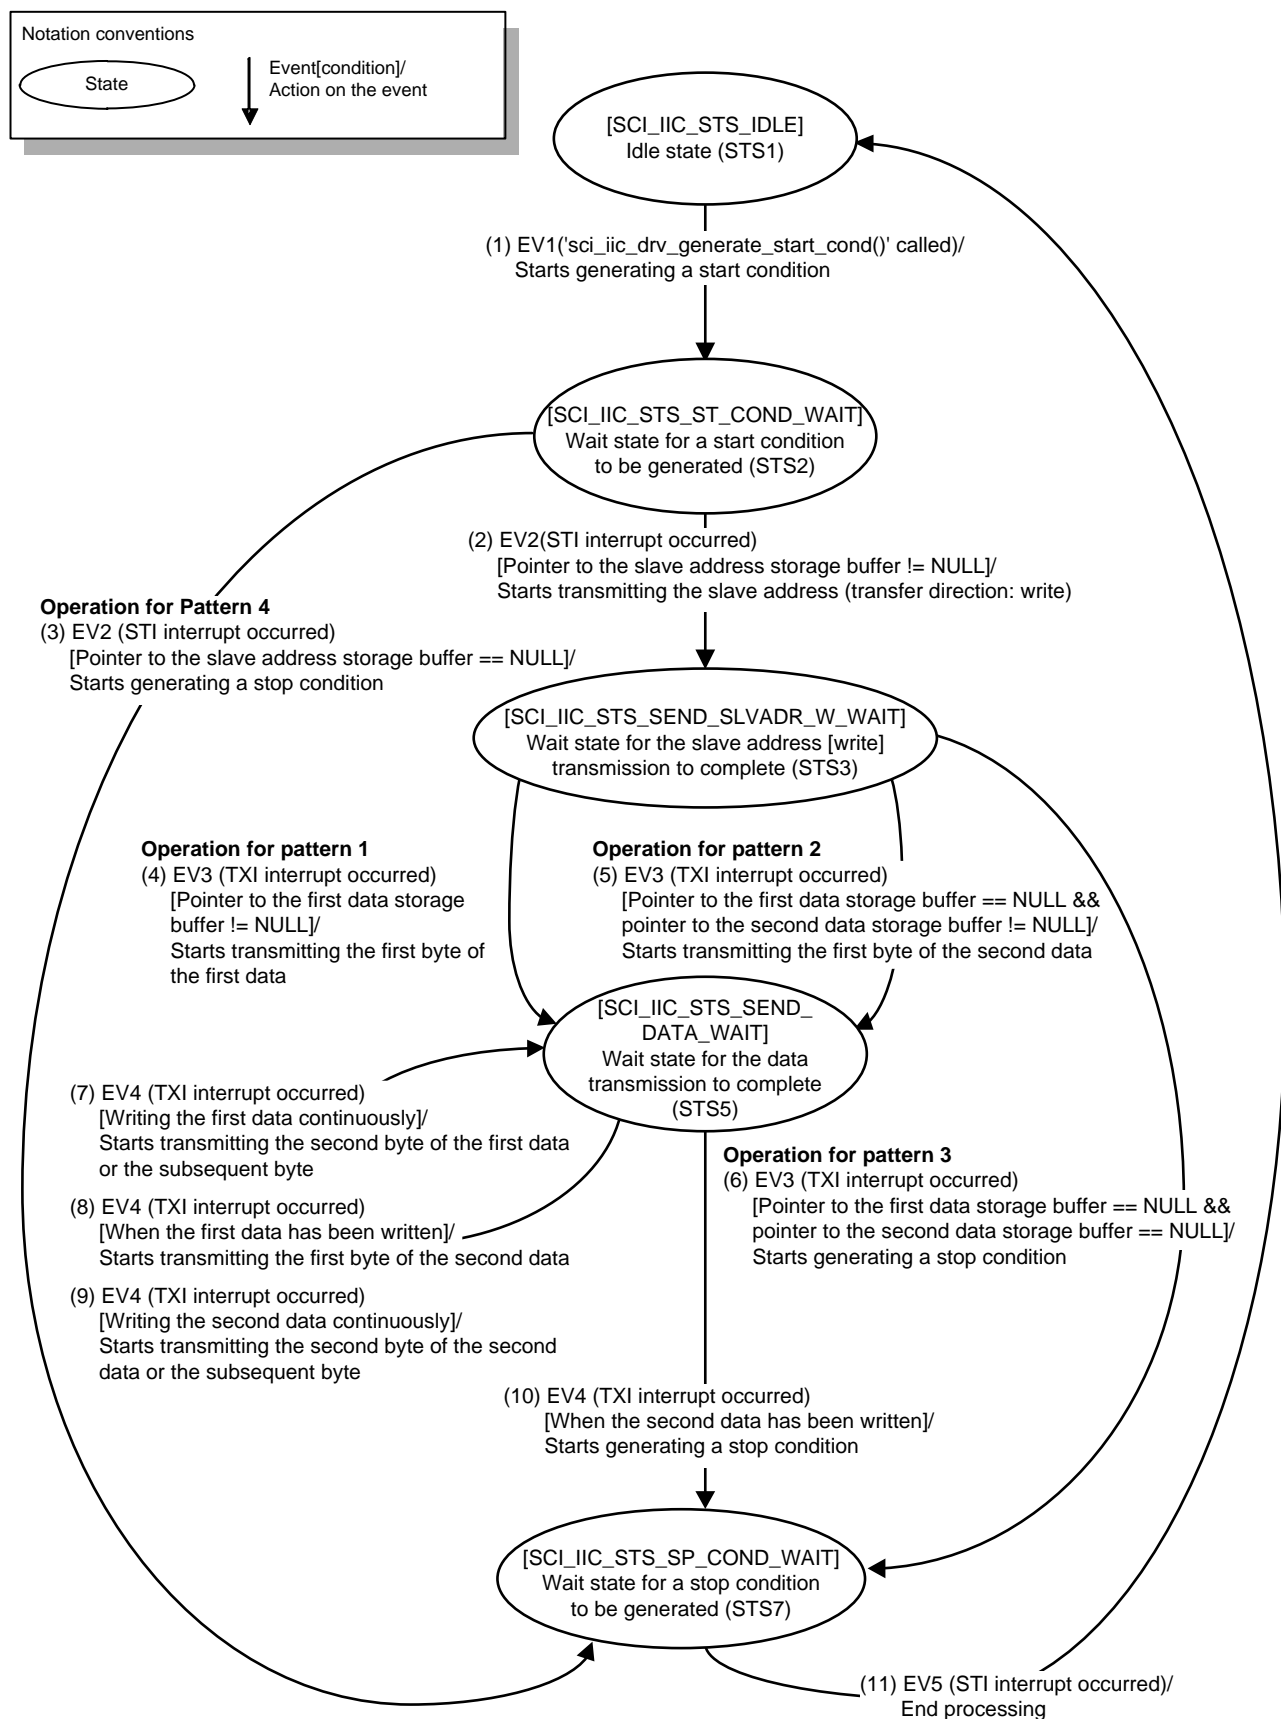 Notation conventions
State
Event[condition]/
Action on the event
[SCI_IIC_STS_IDLE]
Idle state (STS1)
(1) EV1('sci_iic_drv_generate_start_cond()' called)/
Starts generating a start condition
[SCI_IIC_STS_ST_COND_WAIT]
Wait state for a start condition
to be generated (STS2)
(2) EV2(STI interrupt occurred)
[Pointer to the slave address storage buffer != NULL]/
Starts transmitting the slave address (transfer direction: write)
Operation for Pattern 4
(3) EV2 (STI interrupt occurred)
[Pointer to the slave address storage buffer == NULL]/
Starts generating a stop condition
[SCI_IIC_STS_SEND_SLVADR_W_WAIT]
Wait state for the slave address [write]
transmission to complete (STS3)
Operation for pattern 1
(4) EV3 (TXI interrupt occurred)
[Pointer to the first data storage
buffer != NULL]/
Starts transmitting the first byte of
the first data
Operation for pattern 2
(5) EV3 (TXI interrupt occurred)
[Pointer to the first data storage buffer == NULL &&
pointer to the second data storage buffer != NULL]/
Starts transmitting the first byte of the second data
[SCI_IIC_STS_SEND_
DATA_WAIT]
Wait state for the data
transmission to complete
(STS5)
(7) EV4 (TXI interrupt occurred)
[Writing the first data continuously]/
Starts transmitting the second byte of the first data
or the subsequent byte
(8) EV4 (TXI interrupt occurred)
[When the first data has been written]/
Starts transmitting the first byte of the second data
(9) EV4 (TXI interrupt occurred)
[Writing the second data continuously]/
Starts transmitting the second byte of the second
data or the subsequent byte
Operation for pattern 3
(6) EV3 (TXI interrupt occurred)
[Pointer to the first data storage buffer == NULL &&
pointer to the second data storage buffer == NULL]/
Starts generating a stop condition
(10) EV4 (TXI interrupt occurred)
[When the second data has been written]/
Starts generating a stop condition
[SCI_IIC_STS_SP_COND_WAIT]
Wait state for a stop condition
to be generated (STS7)
(11) EV5 (STI interrupt occurred)/
End processing